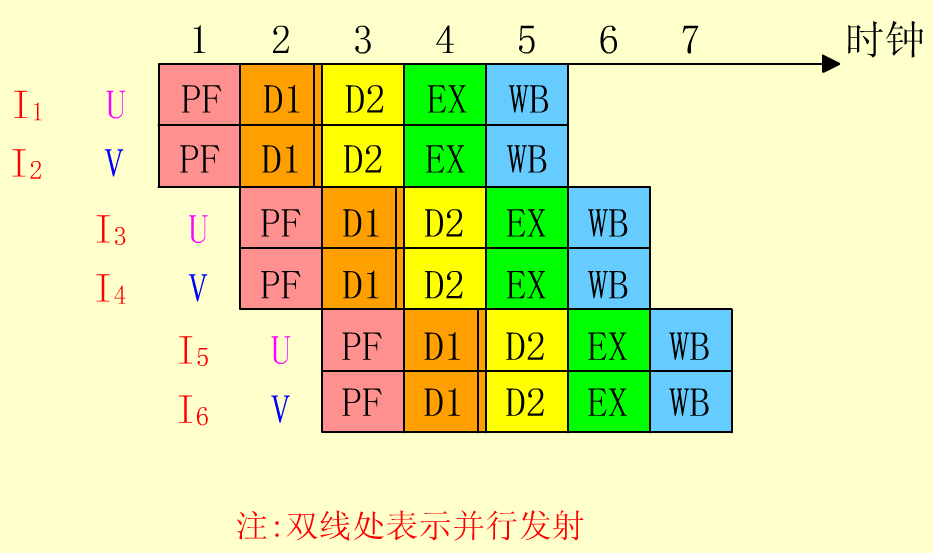 1 2 3 4 5 6 7 时钟
I₁ U PF D1 D2 EX WB
I₂ V PF D1 D2 EX WB
I₃ U PF D1 D2 EX WB
I₄ V PF D1 D2 EX WB
I₅ U PF D1 D2 EX WB
I₆ V PF D1 D2 EX WB
注:双线处表示并行发射